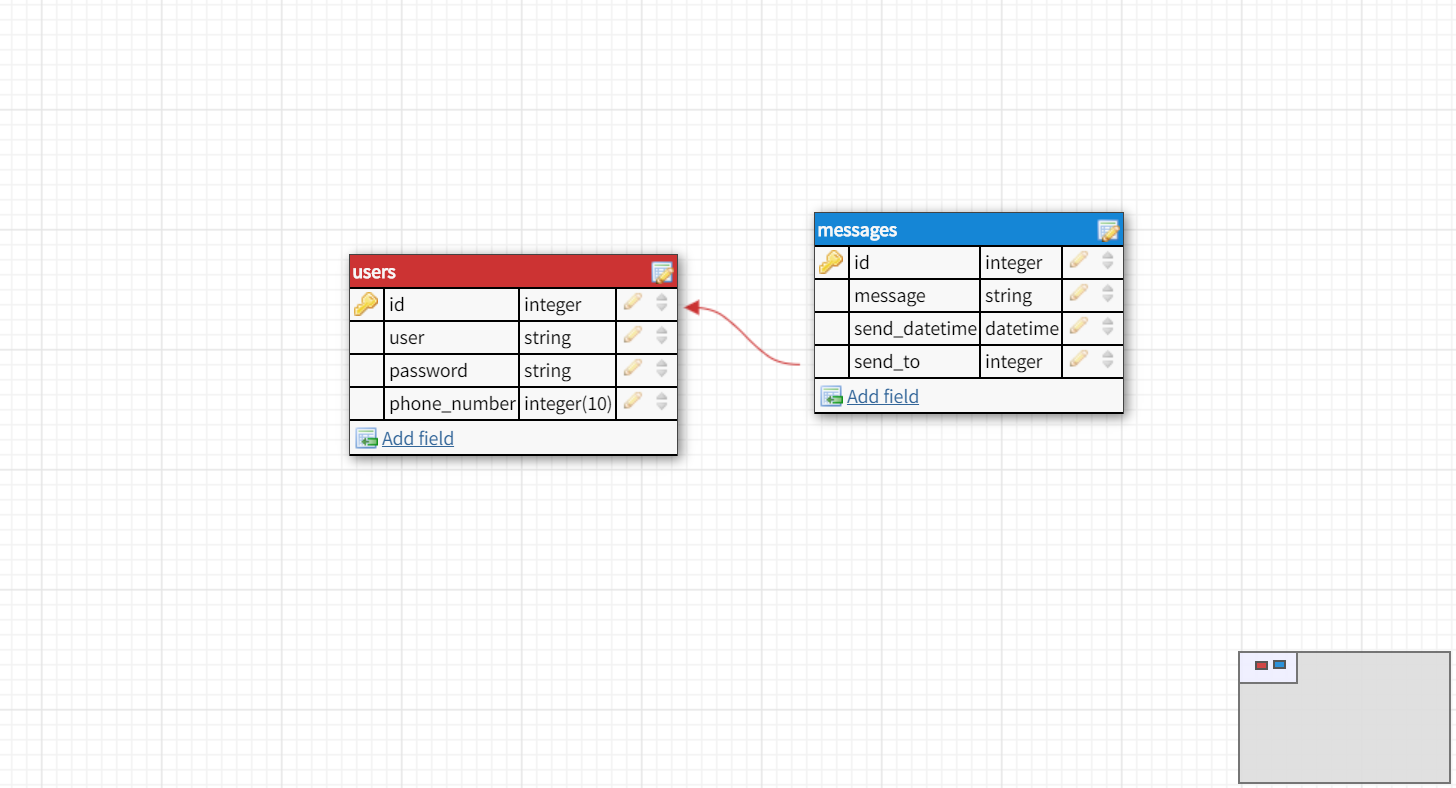 users
id integer
user string
password string
phone_number integer(10)
Add field
messages
id integer
message string
send_datetime datetime
send_to integer
Add field